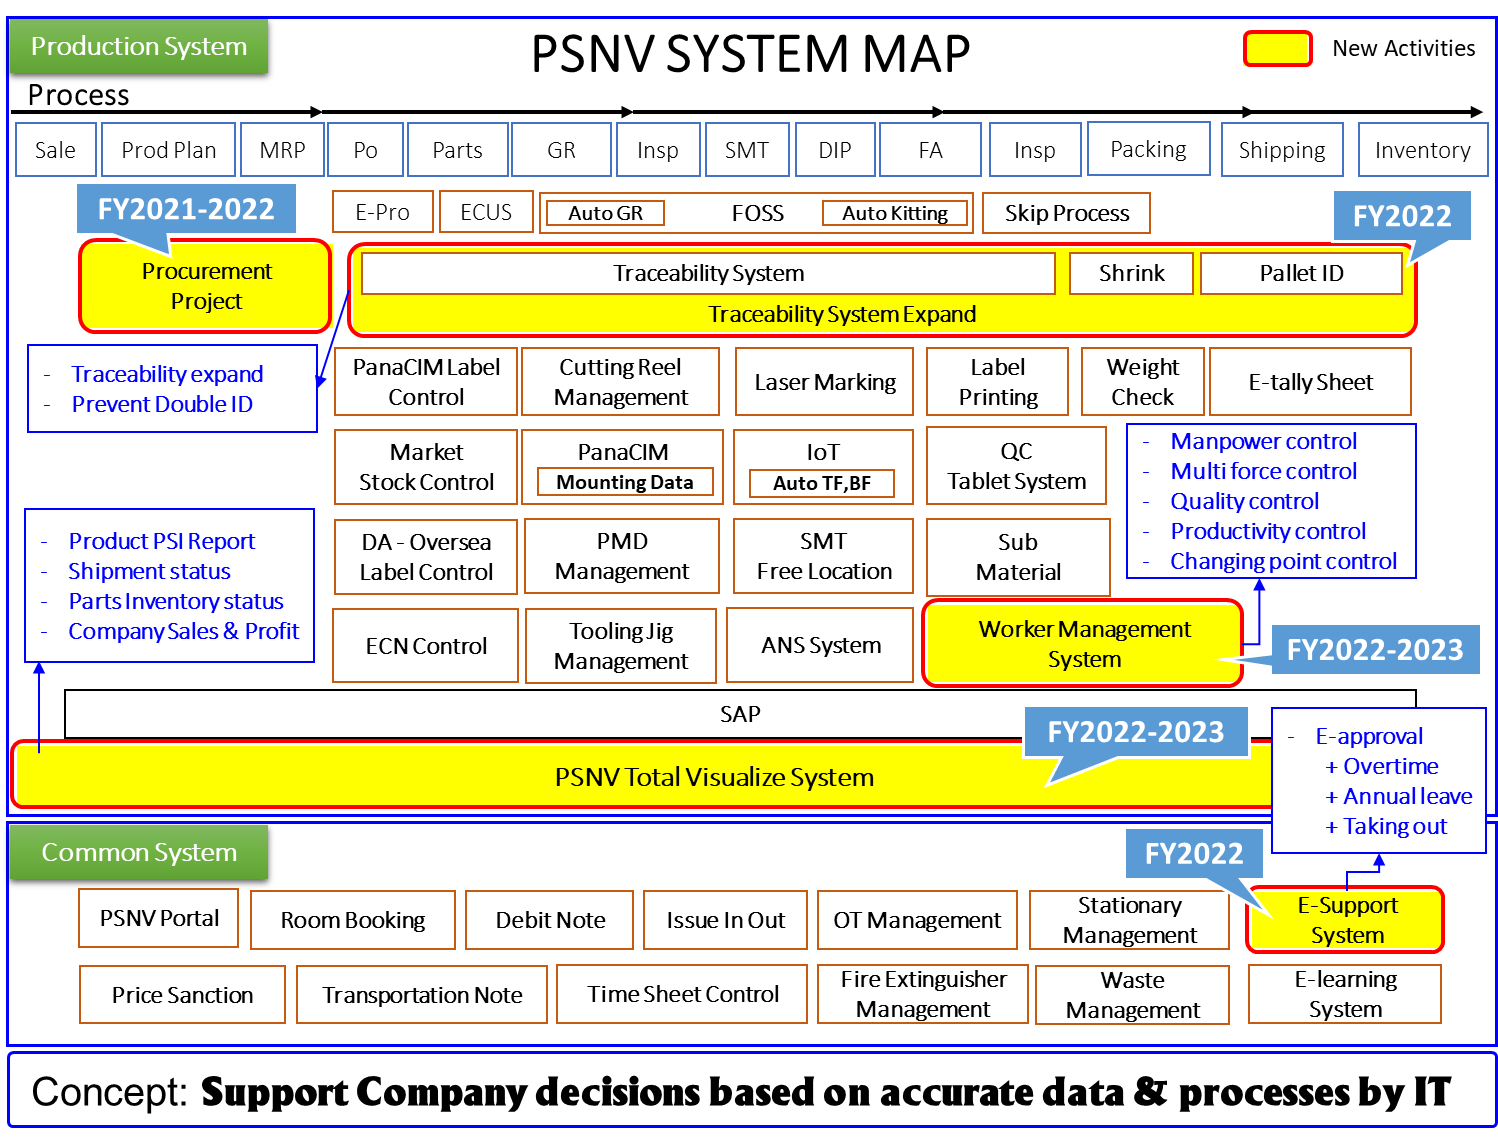 Production System
PSNV SYSTEM MAP
New Activities
Process
Sale
Prod Plan
MRP
Po
Parts
GR
Insp
SMT
DIP
FA
Insp
Packing
Shipping
Inventory
FY2021-2022
E-Pro
ECUS
Auto GR
FOSS
Auto Kitting
Skip Process
FY2022
Procurement
Project
Traceability System
Shrink
Pallet ID
Traceability System Expand
- Traceability expand
- Prevent Double ID
PanaCIM Label
Control
Cutting Reel
Management
Laser Marking
Label
Printing
Weight
Check
E-tally Sheet
Market
Stock Control
PanaCIM
Mounting Data
IoT
Auto TF,BF
QC
Tablet System
- Manpower control
- Multi force control
- Quality control
- Productivity control
- Changing point control
- Product PSI Report
- Shipment status
- Parts Inventory status
- Company Sales & Profit
DA - Oversea
Label Control
PMD
Management
SMT
Free Location
Sub
Material
ECN Control
Tooling Jig
Management
ANS System
Worker Management
System
FY2022-2023
SAP
FY2022-2023
PSNV Total Visualize System
- E-approval
+ Overtime
+ Annual leave
+ Taking out
Common System
FY2022
PSNV Portal
Room Booking
Debit Note
Issue In Out
OT Management
Stationary
Management
E-Support
System
Price Sanction
Transportation Note
Time Sheet Control
Fire Extinguisher
Management
Waste
Management
E-learning
System
Concept: Support Company decisions based on accurate data & processes by IT